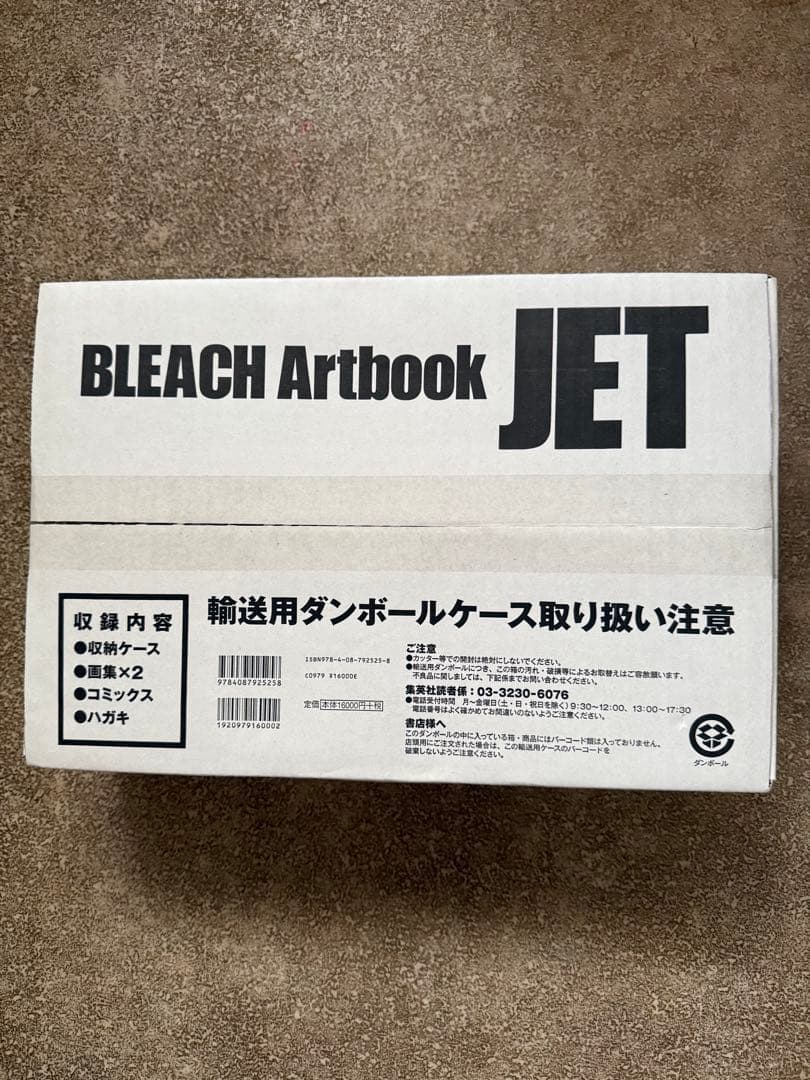 BLEACH Artbook JET
収録内容
●収納ケース
●画集×2
●コミックス
●ハガキ
輸送用ダンボールケース取り扱い注意
9784087925258
1920979160002
ISBN978-4-08-792525-8
C0979 ¥16000E
定価 本体16000円+税
ご注意
●カッター等での開封は絶対にしないでください。
●輸送用ダンボールにつき、この箱の汚れ・破損等によるお取替えはご容赦願います。
不良品に関しましては、下記係までお問い合わせください。
集英社読者係：03-3230-6076
●電話受付時間 月〜金曜日(土・日・祝日を除く) 9:30〜12:00、13:00〜17:30
電話番号はよく確かめてお間違いのないようご注意ください。
書店様へ
このダンボールの中に入っている箱・商品にはバーコード類は入っておりません。
店頭用にご注文された場合は、この輸送用ケースのバーコードを
破棄しないようご注意ください。
ダンボール